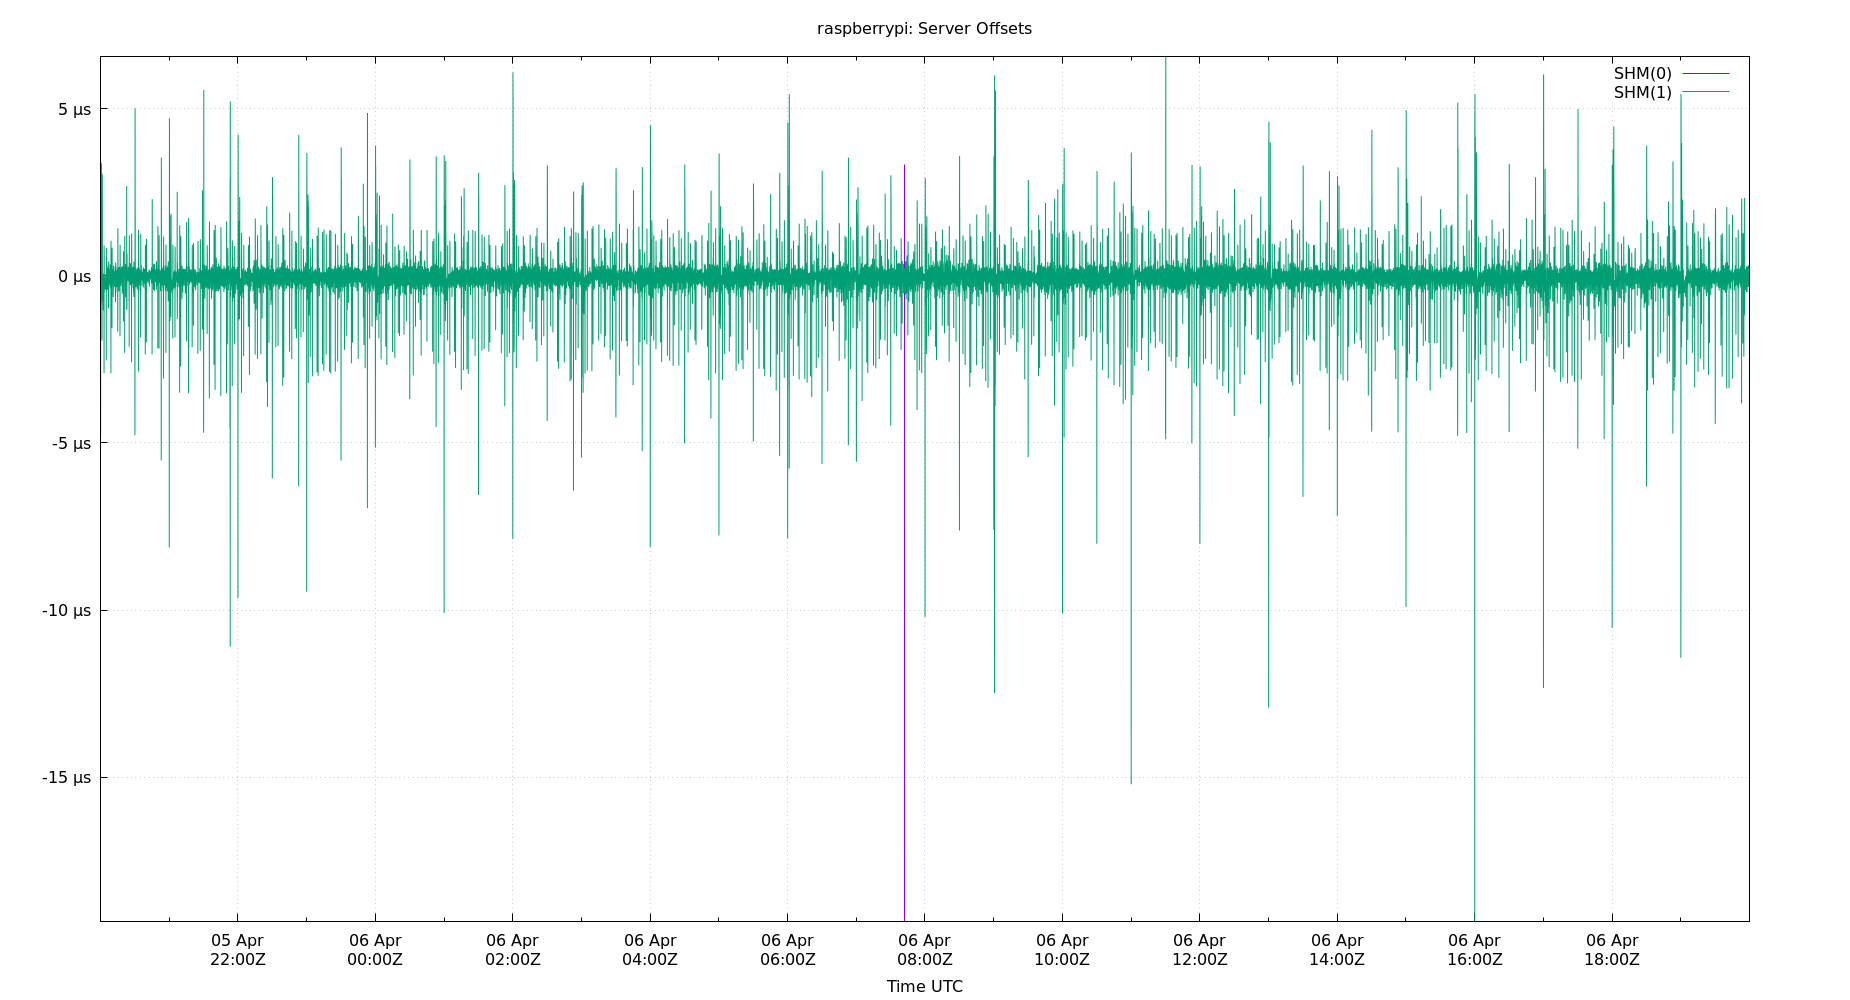 raspberrypi: Server Offsets
SHM(0)
SHM(1)
5 µs
0 µs
-5 µs
-10 µs
-15 µs
05 Apr 06 Apr 06 Apr 06 Apr 06 Apr 06 Apr 06 Apr 06 Apr 06 Apr 06 Apr 06 Apr
22:00Z 00:00Z 02:00Z 04:00Z 06:00Z 08:00Z 10:00Z 12:00Z 14:00Z 16:00Z 18:00Z
Time UTC